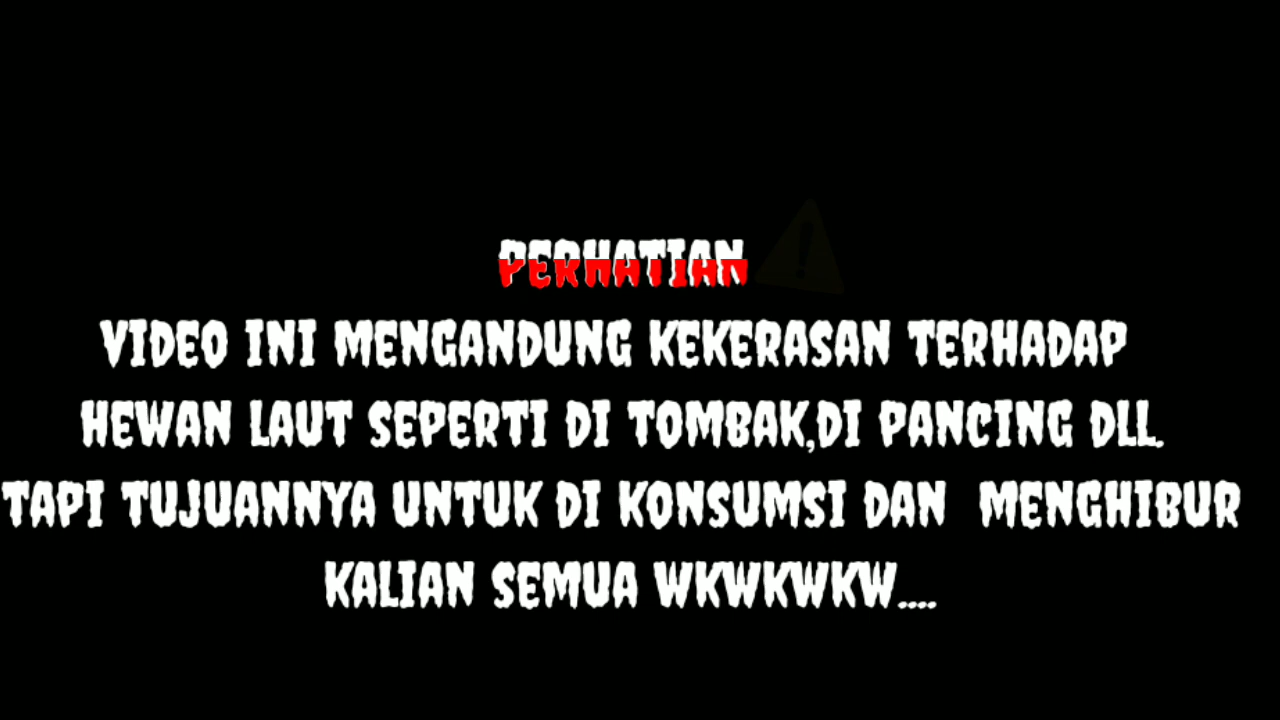 PERHATIAN
VIDEO INI MENGANDUNG KEKERASAN TERHADAP
HEWAN LAUT SEPERTI DI TOMBAK,DI PANCING DLL.
TAPI TUJUANNYA UNTUK DI KONSUMSI DAN MENGHIBUR
KALIAN SEMUA WKWKWKW....